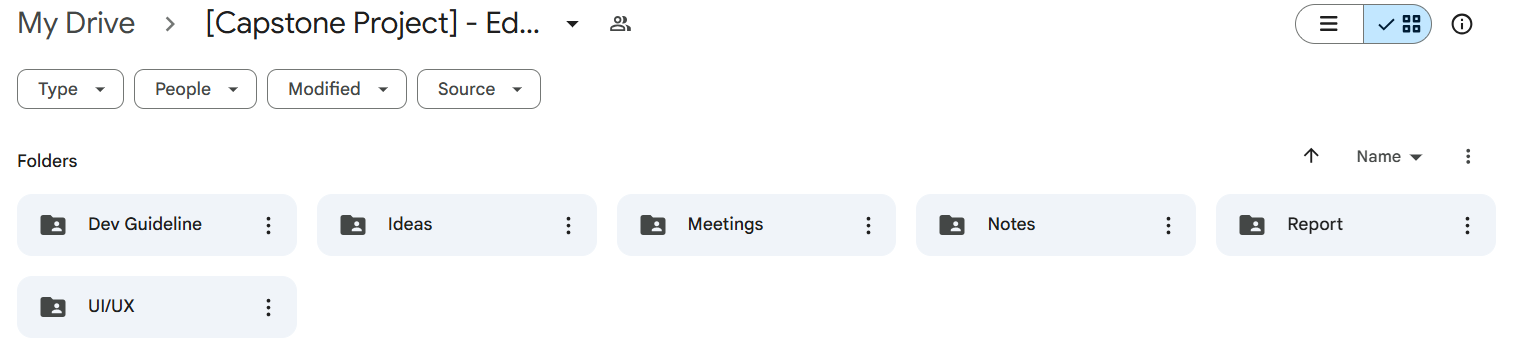 My Drive > [Capstone Project] - Ed...
Type People Modified Source
Folders Name
Dev Guideline Ideas Meetings Notes Report
UI/UX